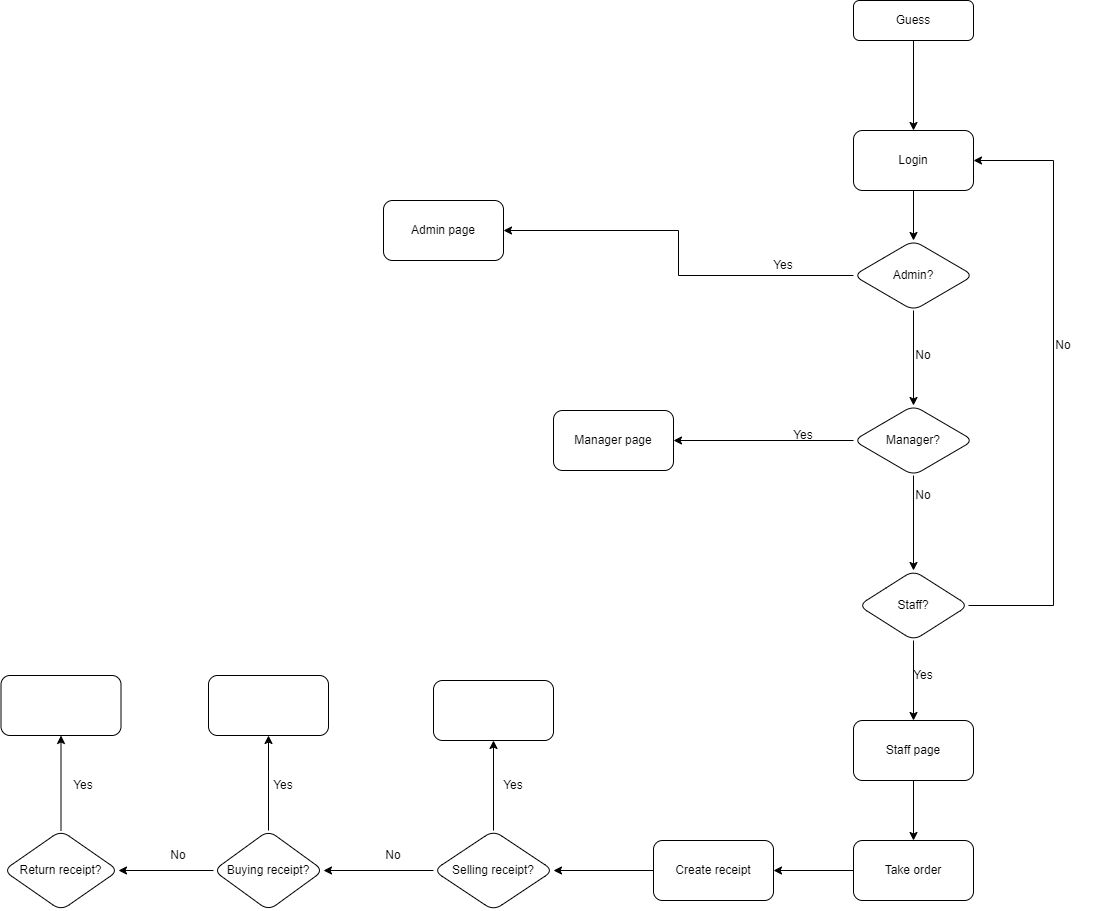 Guess
Login
Admin page
Yes
Admin?
No
No
Manager page
Yes
Manager?
No
Staff?
Yes
Staff page
Yes
Yes
Yes
No
No
Return receipt?
Buying receipt?
Selling receipt?
Create receipt
Take order